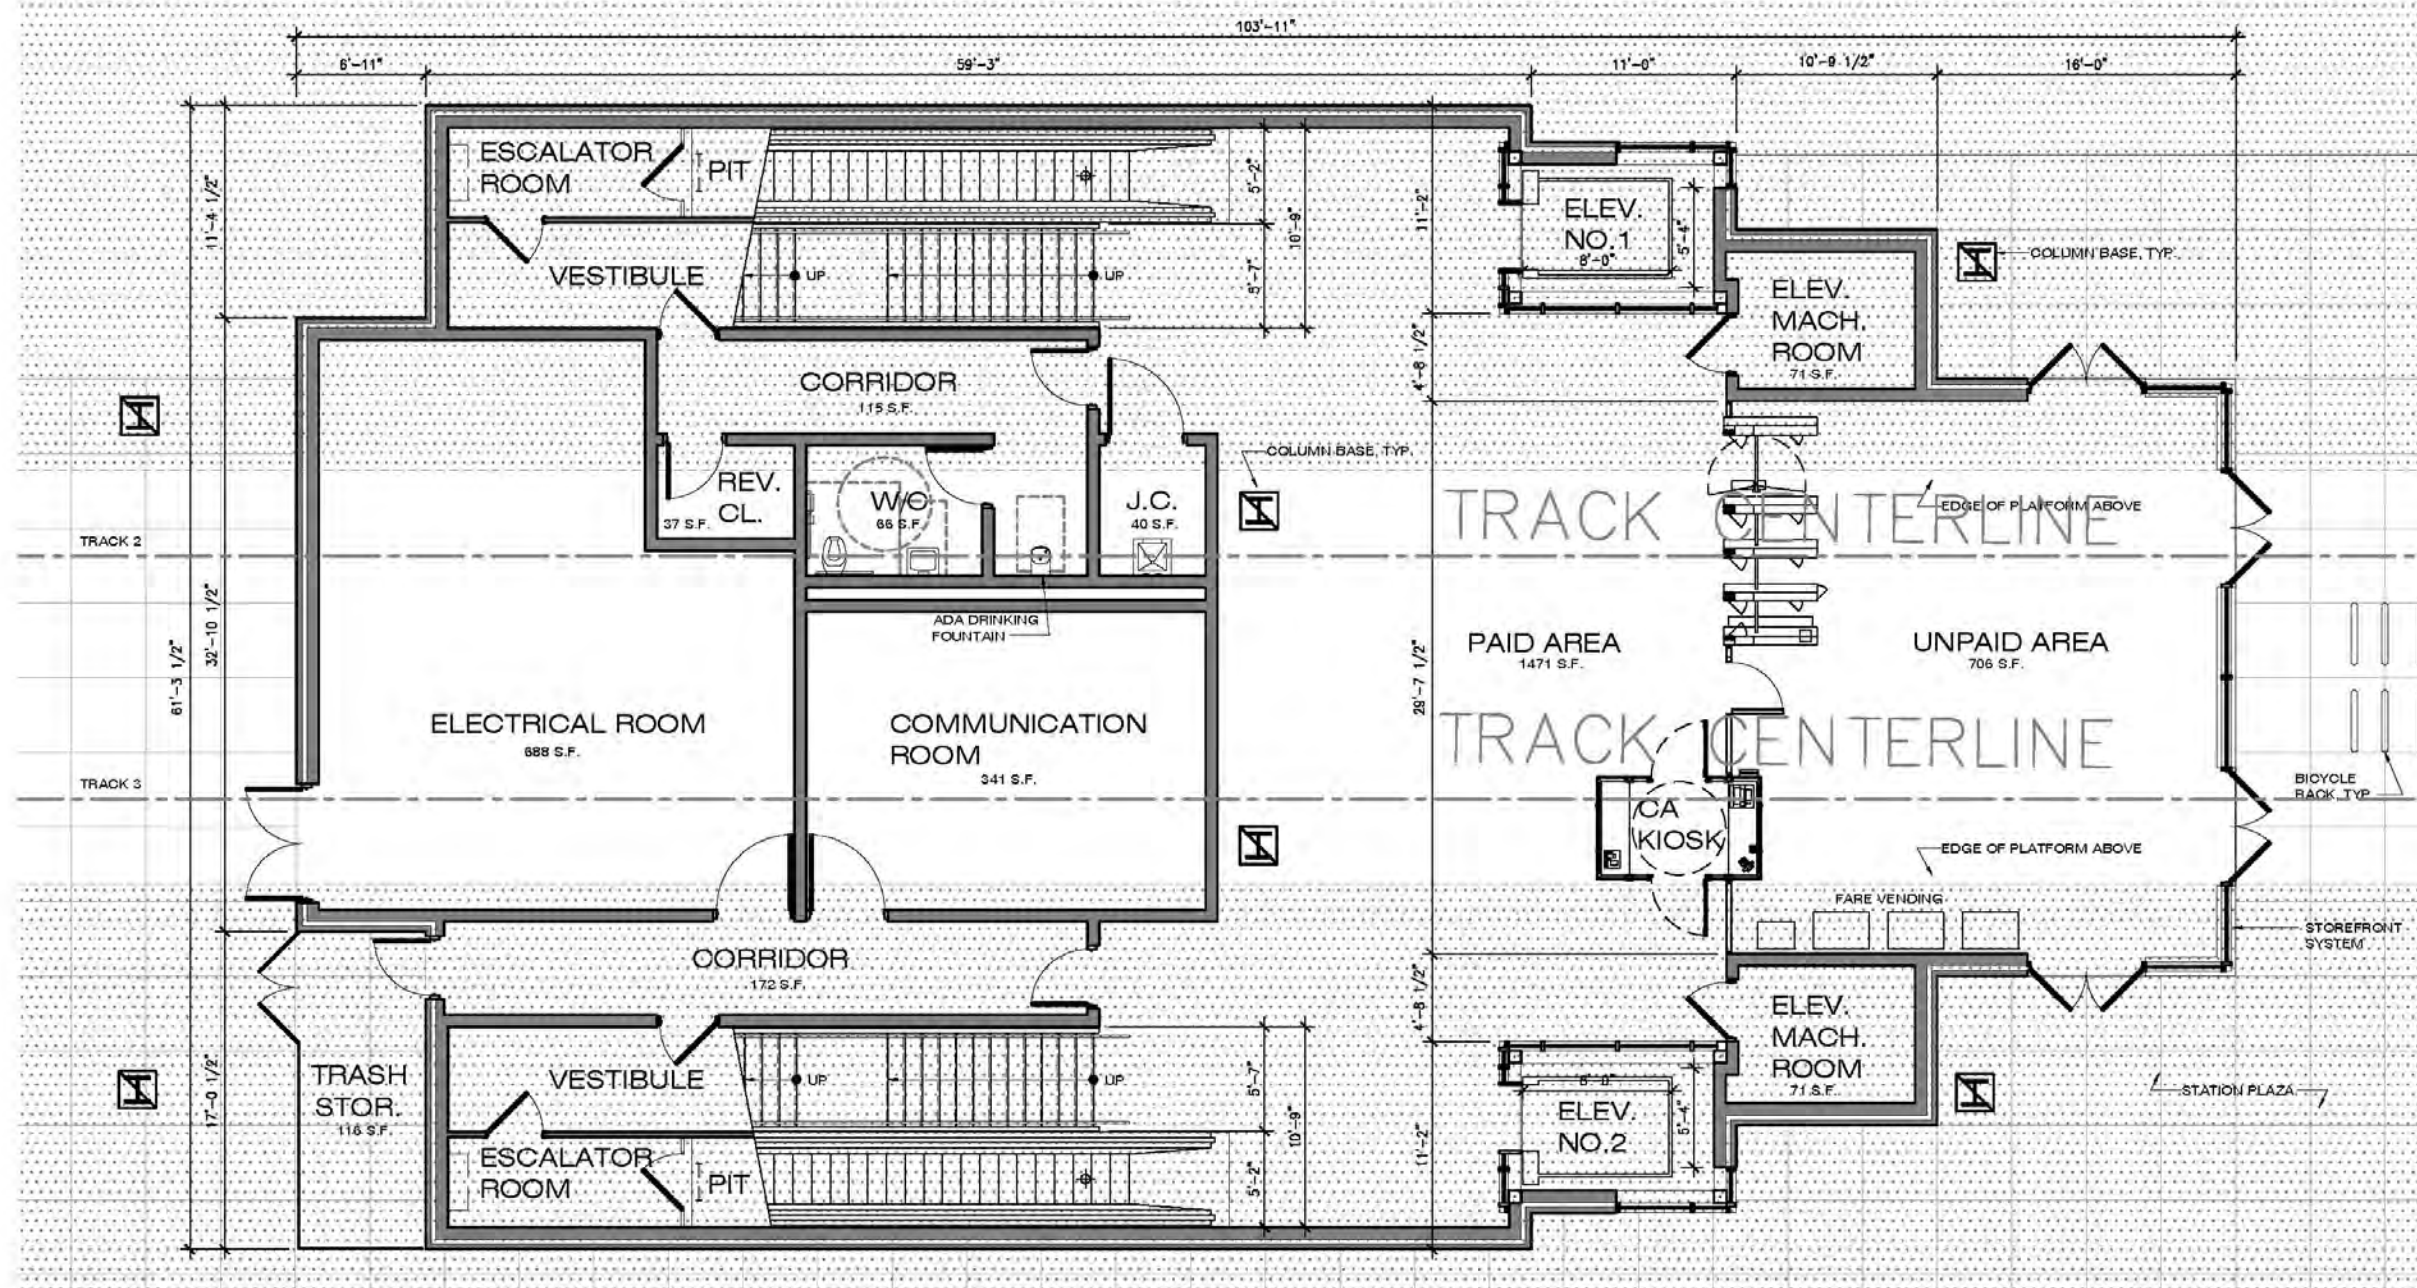 103'-11"
6'-11"
59'-3"
11'-0"
10'-9 1/2"
16'-0"
ESCALATOR
ROOM
PIT
5'-2"
10'-9"
11'-4 1/2"
11'-2"
ELEV.
NO.1
5'-4"
VESTIBULE
UP
UP
5'-7"
COLUMN BASE, TYP.
ELEV.
MACH.
ROOM
71 S.F.
4'-8 1/2"
CORRIDOR
115 S.F.
COLUMN BASE, TYP.
REV.
CL.
37 S.F.
W/C
66 S.F.
J.C.
40 S.F.
TRACK CENTERLINE
EDGE OF PLATFORM ABOVE
TRACK 2
32'-10 1/2"
61'-3 1/2"
ADA DRINKING
FOUNTAIN
PAID AREA
1471 S.F.
UNPAID AREA
706 S.F.
29'-7 1/2"
ELECTRICAL ROOM
688 S.F.
COMMUNICATION
ROOM
341 S.F.
TRACK CENTERLINE
TRACK 3
BICYCLE
RACK, TYP
CA
KIOSK
EDGE OF PLATFORM ABOVE
FARE VENDING
STOREFRONT
SYSTEM
CORRIDOR
172 S.F.
4'-8 1/2"
ELEV.
MACH.
ROOM
71 S.F.
TRASH
STOR.
116 S.F.
VESTIBULE
UP
UP
5'-7"
10'-9"
17'-0 1/2"
STATION PLAZA
ELEV.
NO.2
5'-4"
11'-2"
ESCALATOR
ROOM
PIT
5'-2"